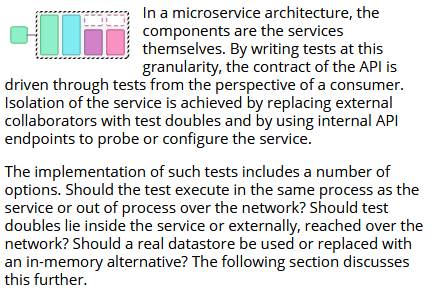 In a microservice architecture, the
components are the services
themselves. By writing tests at this
granularity, the contract of the API is
driven through tests from the perspective of a consumer.
Isolation of the service is achieved by replacing external
collaborators with test doubles and by using internal API
endpoints to probe or configure the service.
The implementation of such tests includes a number of
options. Should the test execute in the same process as the
service or out of process over the network? Should test
doubles lie inside the service or externally, reached over the
network? Should a real datastore be used or replaced with
an in-memory alternative? The following section discusses
this further.